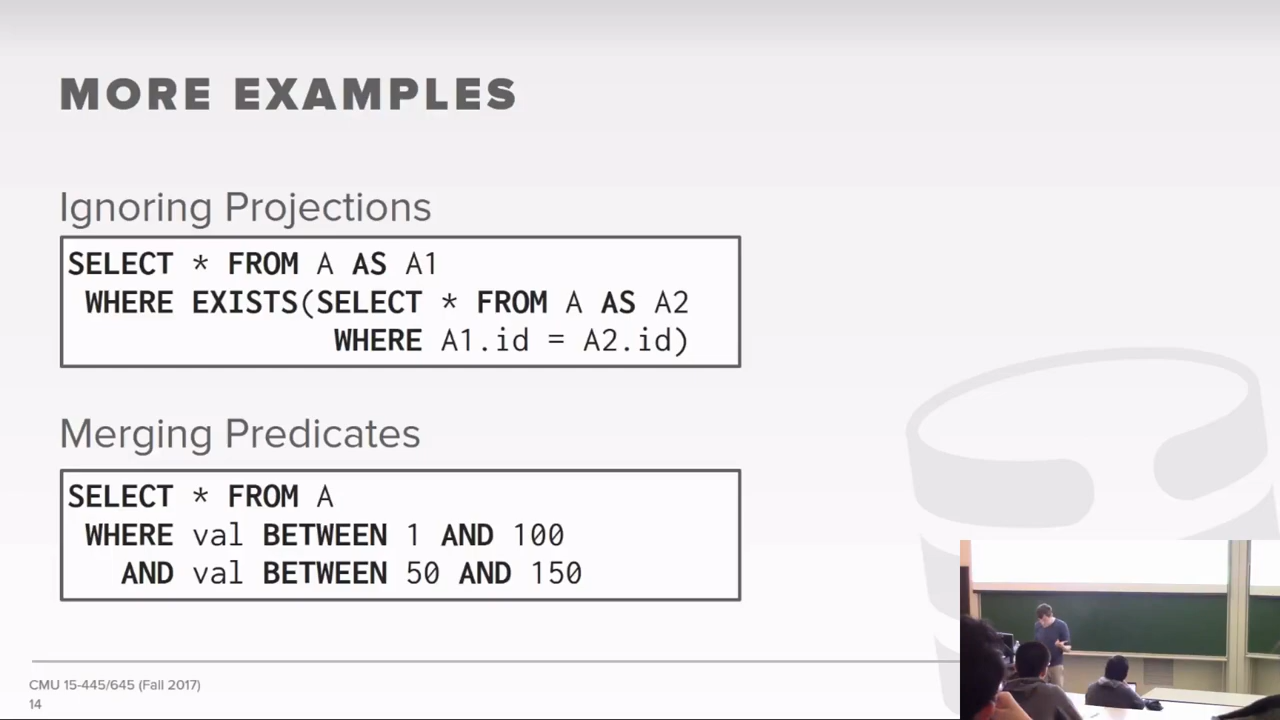 MORE EXAMPLES
Ignoring Projections
SELECT * FROM A AS A1
WHERE EXISTS(SELECT * FROM A AS A2
WHERE A1.id = A2.id)
Merging Predicates
SELECT * FROM A
WHERE val BETWEEN 1 AND 100
AND val BETWEEN 50 AND 150
CMU 15-445/645 (Fall 2017)
14